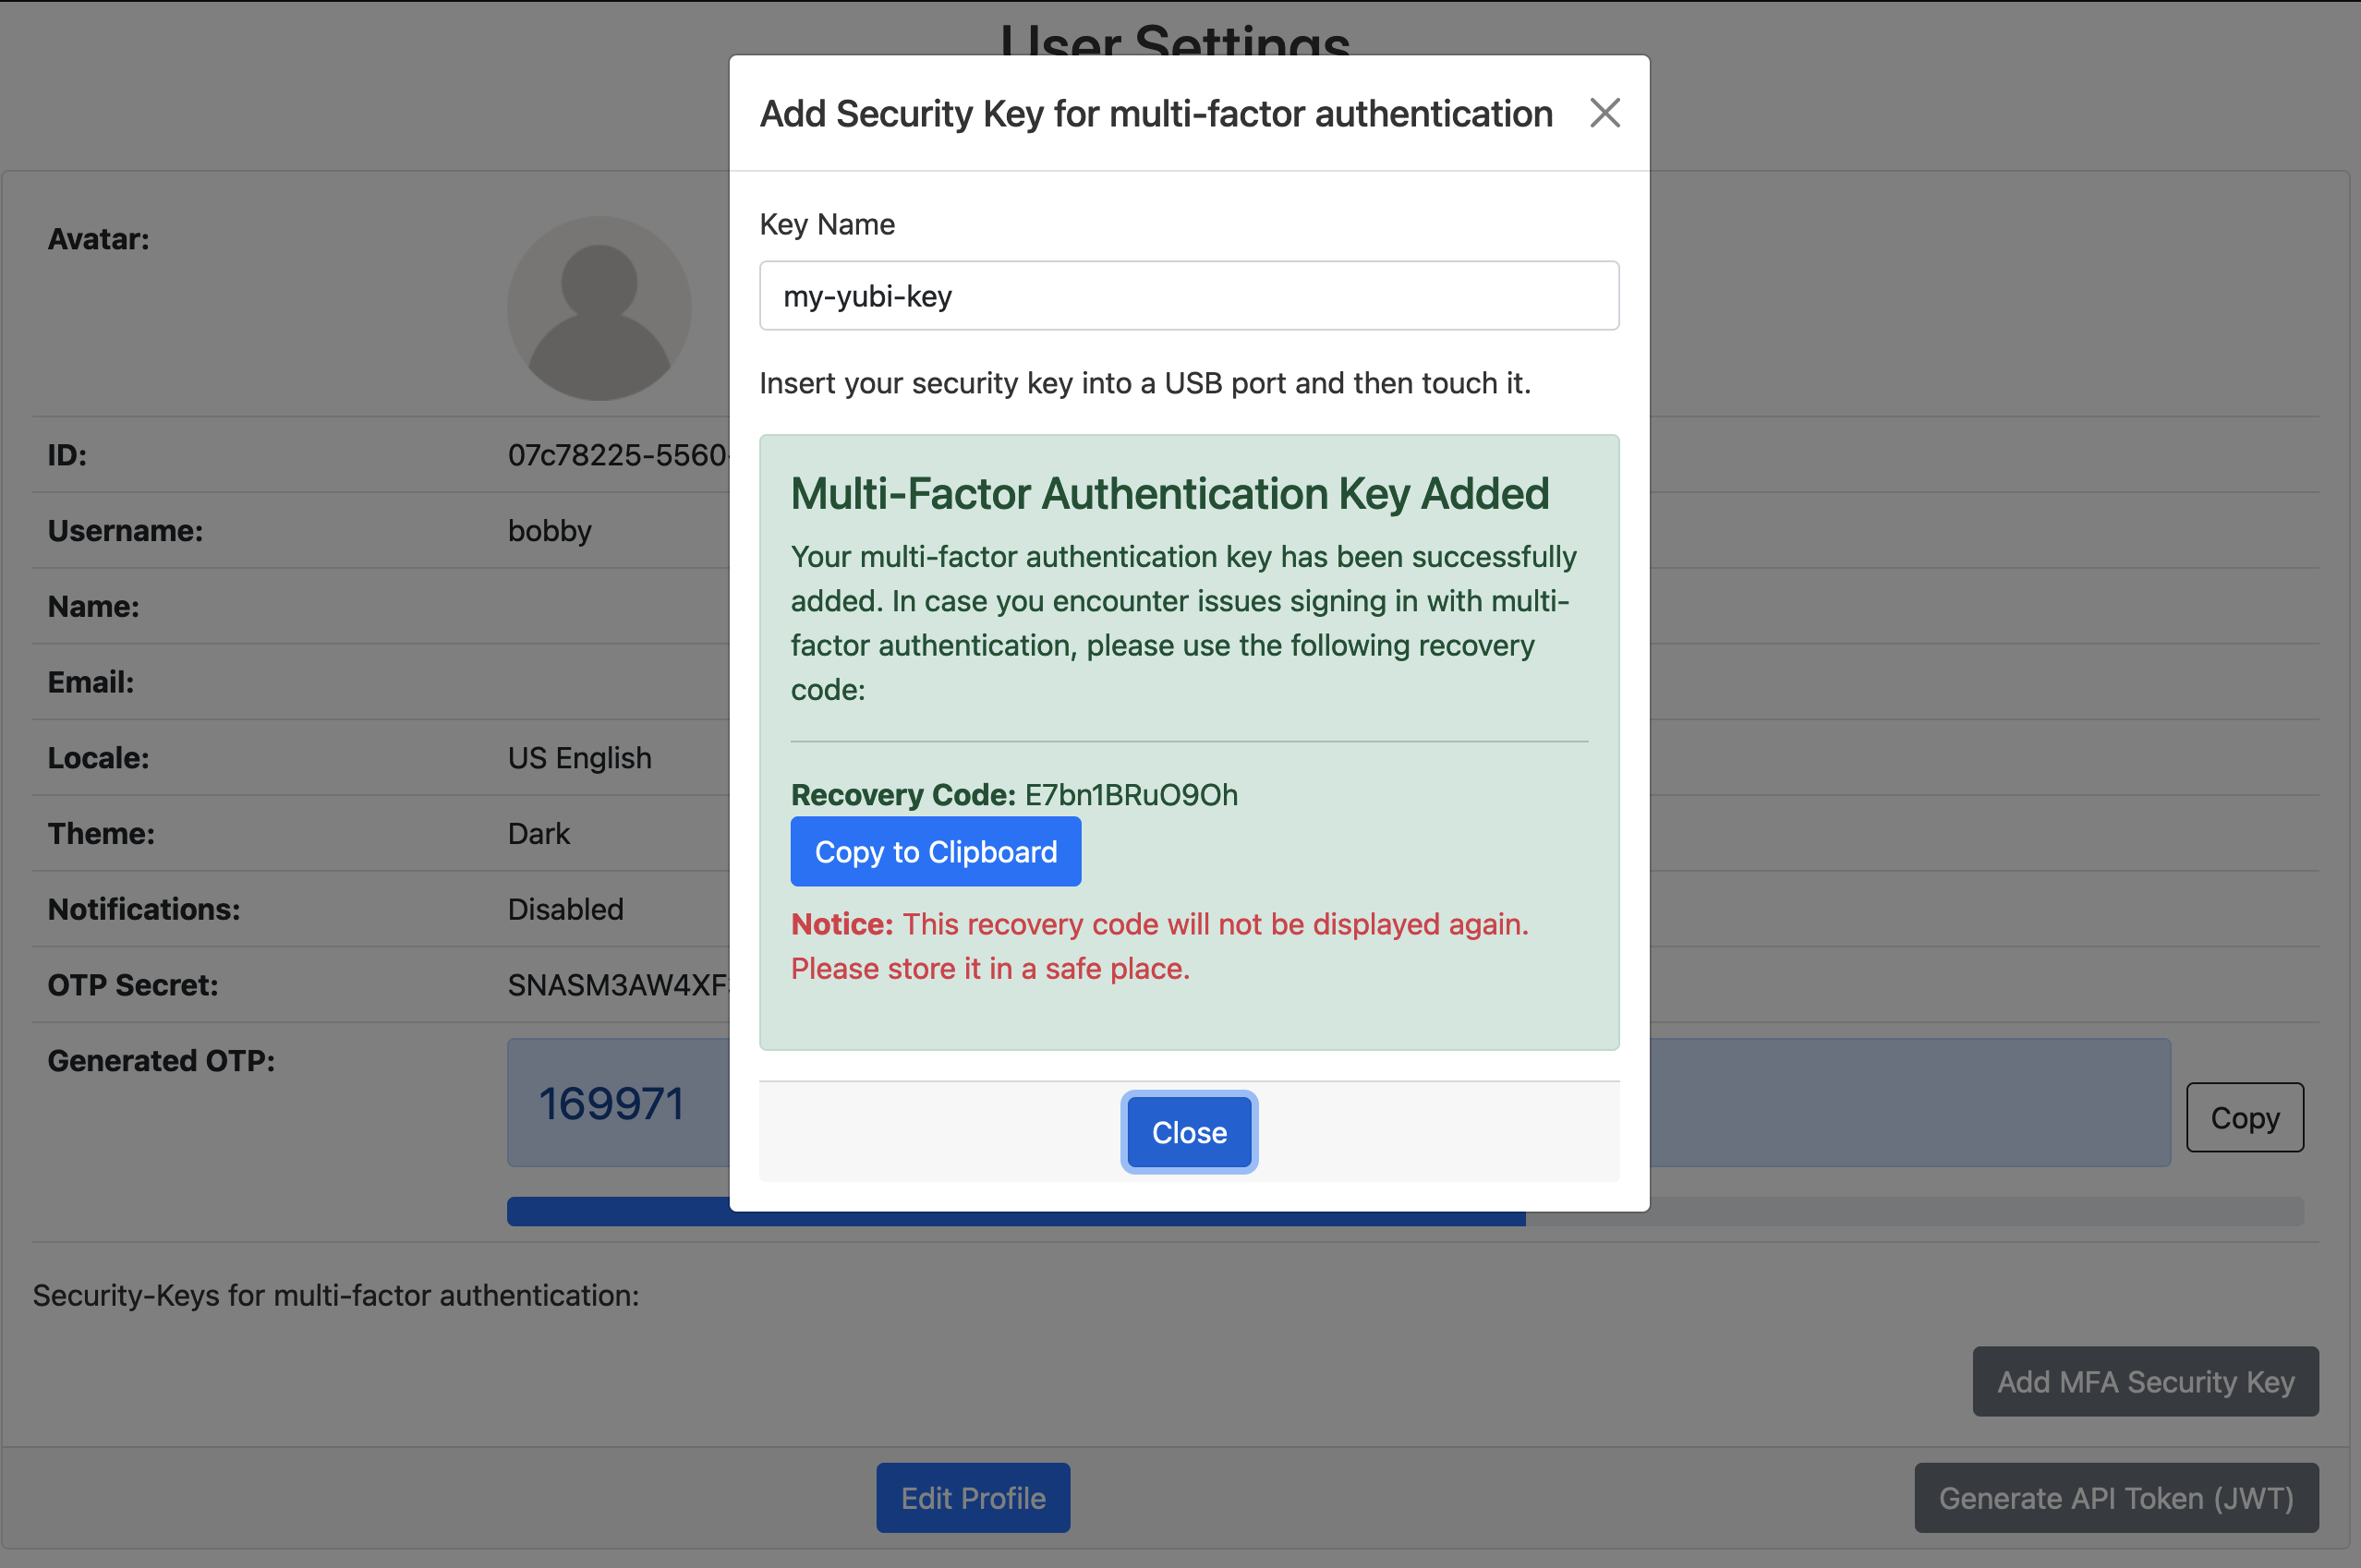 User Settings
Add Security Key for multi-factor authentication
Key Name
my-yubi-key
Insert your security key into a USB port and then touch it.
Multi-Factor Authentication Key Added
Your multi-factor authentication key has been successfully
added. In case you encounter issues signing in with multi-
factor authentication, please use the following recovery
code:
Recovery Code: E7bn1BRuO9Oh
Copy to Clipboard
Notice: This recovery code will not be displayed again.
Please store it in a safe place.
Close
Avatar:
ID: 07c78225-5560-
Username: bobby
Name:
Email:
Locale: US English
Theme: Dark
Notifications: Disabled
OTP Secret: SNASM3AW4XF
Generated OTP: 169971
Copy
Security-Keys for multi-factor authentication:
Add MFA Security Key
Edit Profile
Generate API Token (JWT)